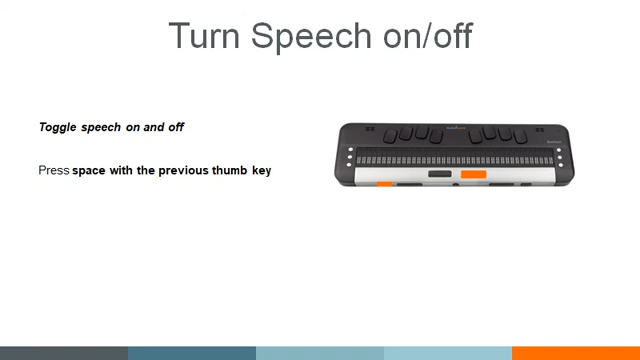 Turn Speech on/off
Toggle speech on and off
Press space with the previous thumb key